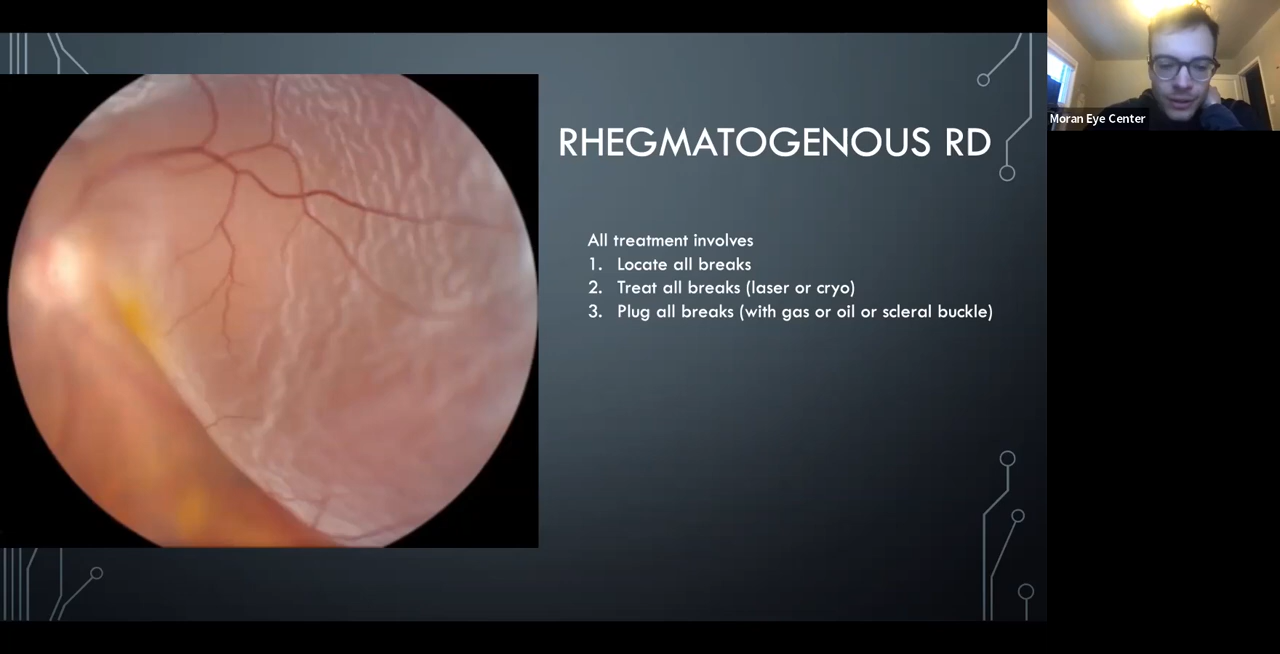 RHEGMATOGENOUS RD
All treatment involves
1. Locate all breaks
2. Treat all breaks (laser or cryo)
3. Plug all breaks (with gas or oil or scleral buckle)
Moran Eye Center